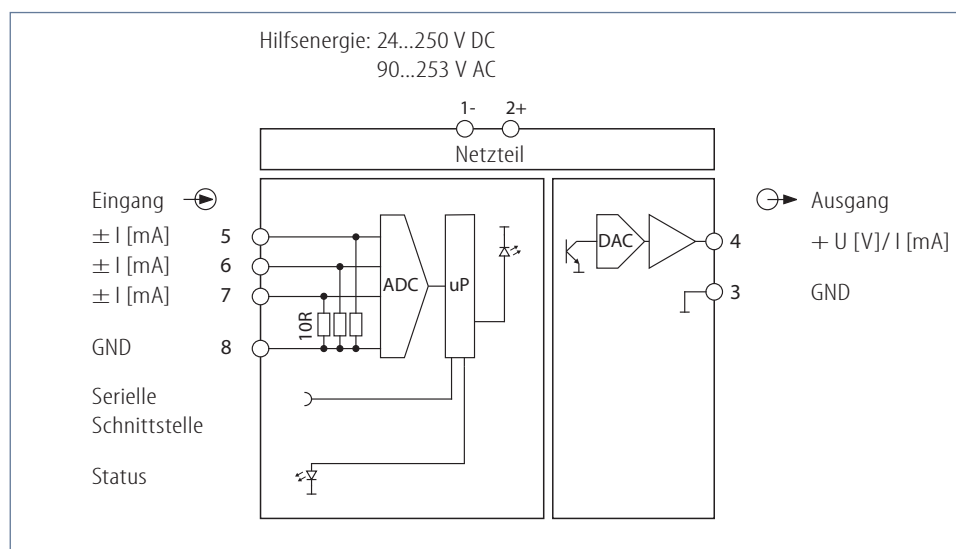 Hilfsenergie: 24...250 V DC
90...253 V AC
1- 2+
Netzteil
Eingang Ausgang
± I [mA] 5 DAC 4 + U [V]/ I [mA]
± I [mA] 6 ADC uP
± I [mA] 7 3 GND
10R
GND 8
Serielle
Schnittstelle
Status